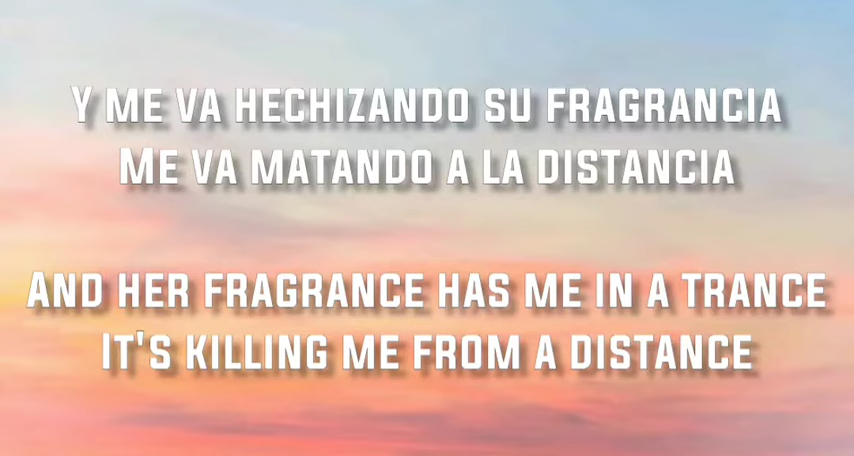 Y ME VA HECHIZANDO SU FRAGRANCIA
ME VA MATANDO A LA DISTANCIA
AND HER FRAGRANCE HAS ME IN A TRANCE
IT'S KILLING ME FROM A DISTANCE